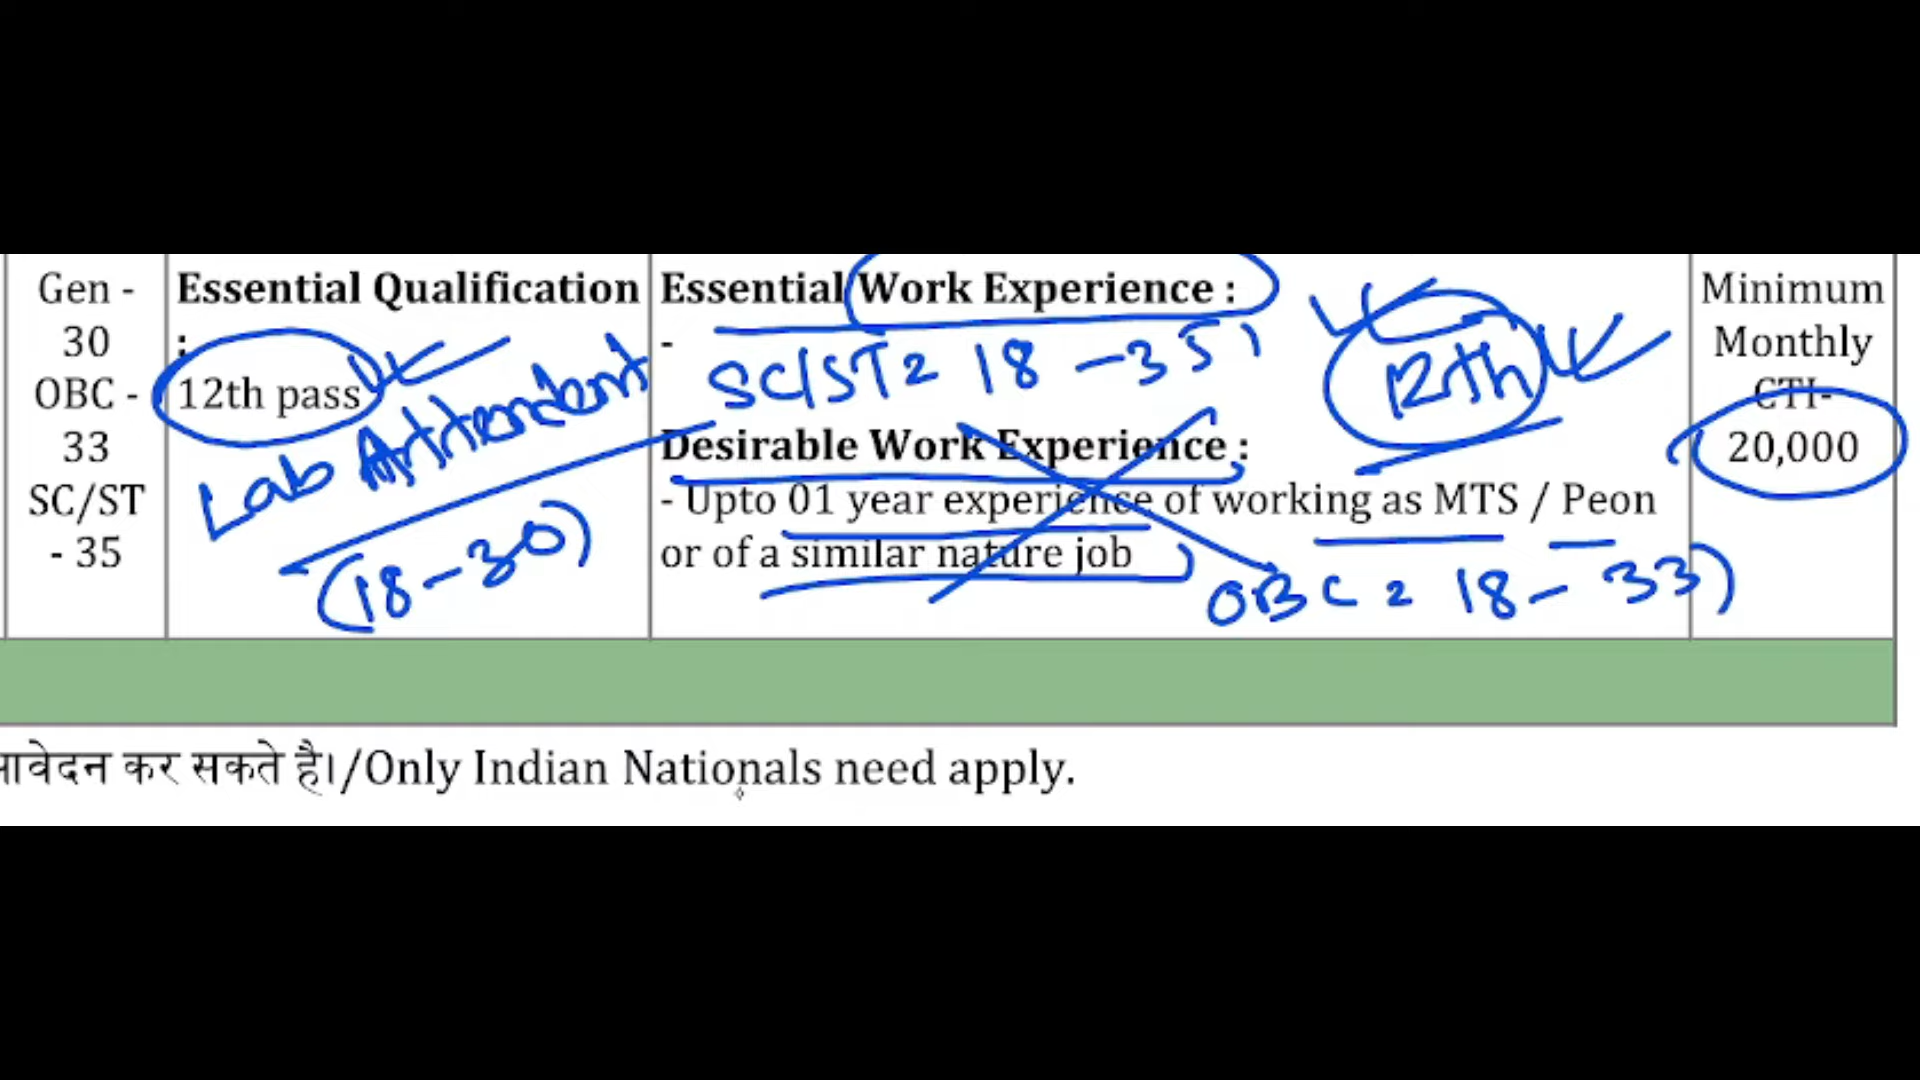 Gen -
30
OBC -
33
SC/ST
- 35
Essential Qualification
:
12th pass
Lab Attendent
(18-30)
Essential Work Experience :
-
SC/ST = 18 - 35)
12th
Desirable Work Experience :
- Upto 01 year experience of working as MTS / Peon
or of a similar nature job
OBC = 18 - 33)
Minimum
Monthly
CTI-
20,000
आवेदन कर सकते है।/Only Indian Nationals need apply.